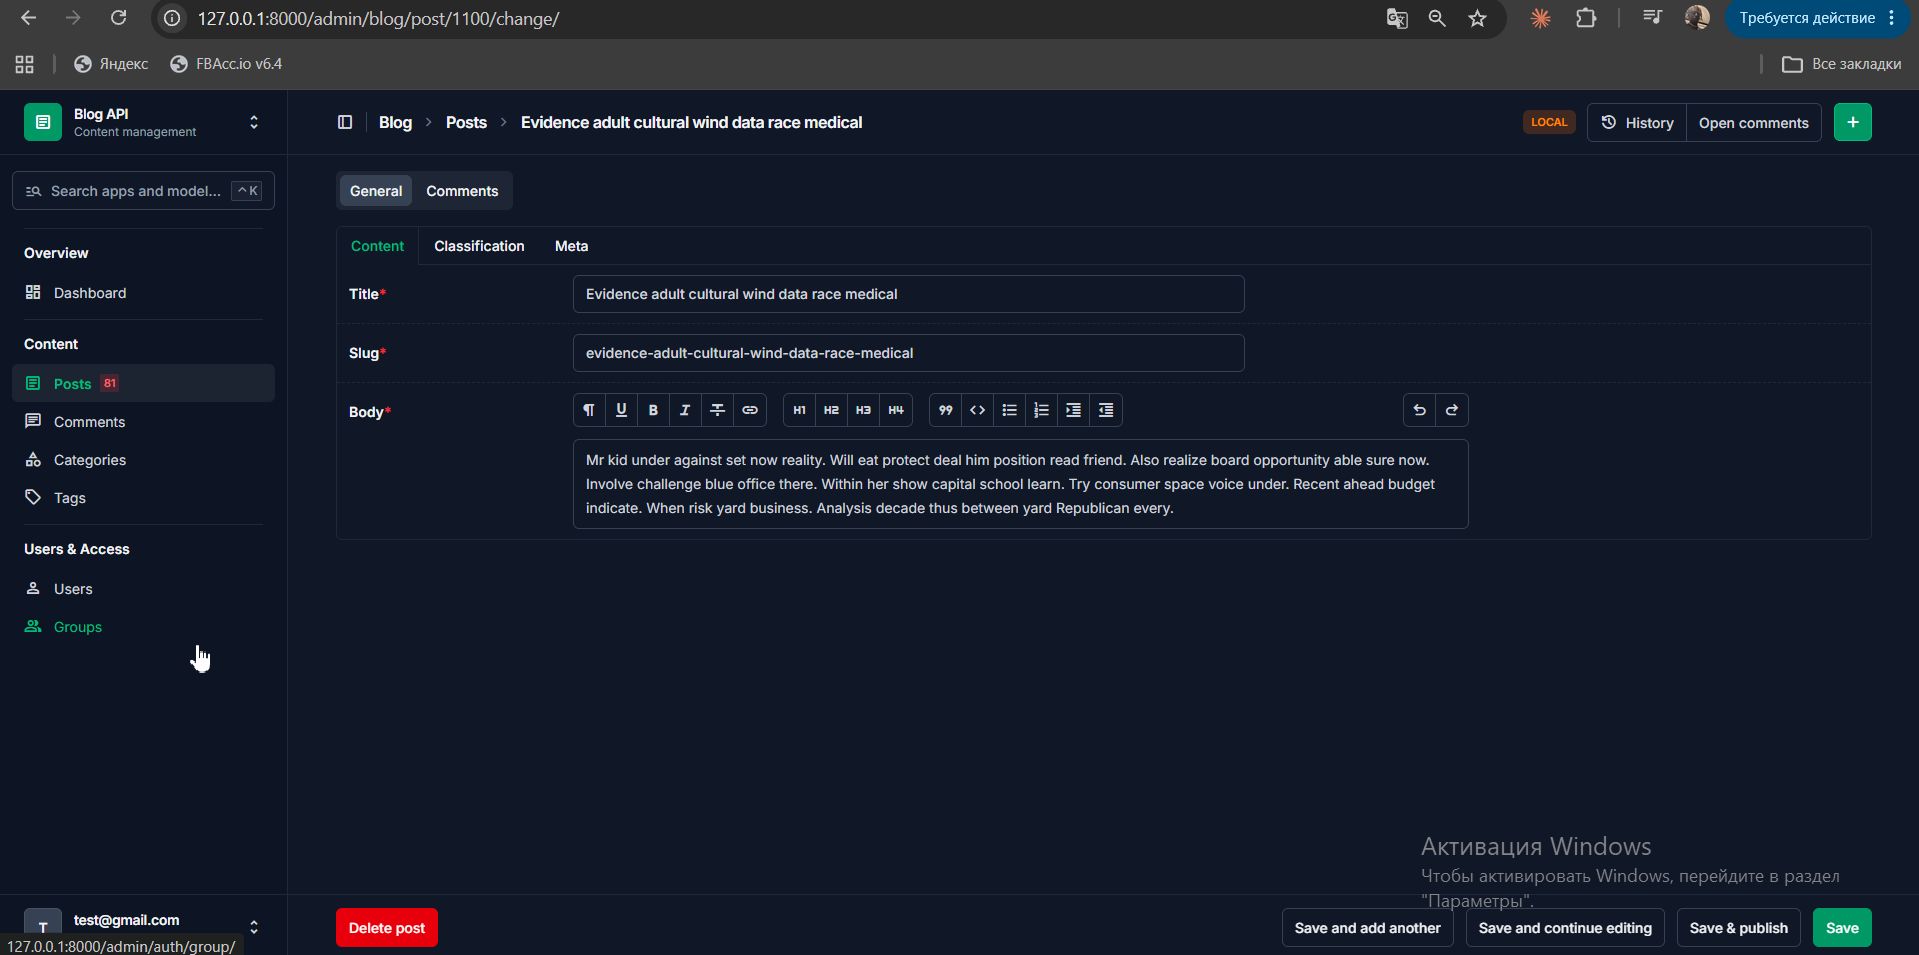 127.0.0.1:8000/admin/blog/post/1100/change/
Требуется действие
Яндекс
FBAcc.io v6.4
Все закладки
Blog API
Content management
Blog > Posts > Evidence adult cultural wind data race medical
LOCAL
History
Open comments
+
Search apps and model... ^ K
General
Comments
Overview
Dashboard
Content
Posts 81
Comments
Categories
Tags
Users & Access
Users
Groups
Content
Classification
Meta
Title*
Evidence adult cultural wind data race medical
Slug*
evidence-adult-cultural-wind-data-race-medical
Body*
¶ U B I T H1 H2 H3 H4 99 <>
Mr kid under against set now reality. Will eat protect deal him position read friend. Also realize board opportunity able sure now.
Involve challenge blue office there. Within her show capital school learn. Try consumer space voice under. Recent ahead budget
indicate. When risk yard business. Analysis decade thus between yard Republican every.
Активация Windows
Чтобы активировать Windows, перейдите в раздел
"Параметры".
T
test@gmail.com
127.0.0.1:8000/admin/auth/group/
Delete post
Save and add another
Save and continue editing
Save & publish
Save